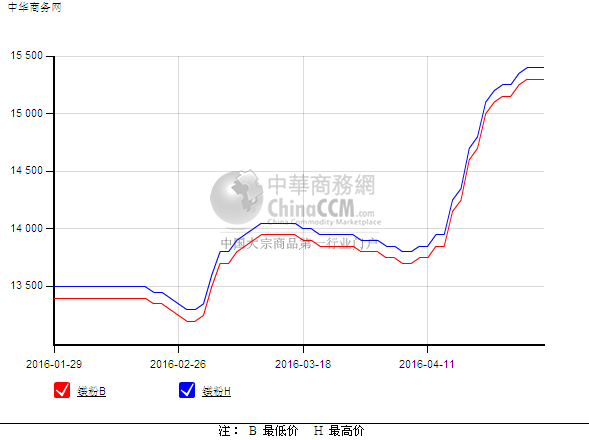 中华商务网
15 500
15 000
14 500
14 000
13 500
中華商務網
ChinaCCM.com
China Commodity Marketplace
中国大宗商品第一行业门户
2016-01-29 2016-02-26 2016-03-18 2016-04-11
镁粉B 镁粉H
注： B 最低价 H 最高价